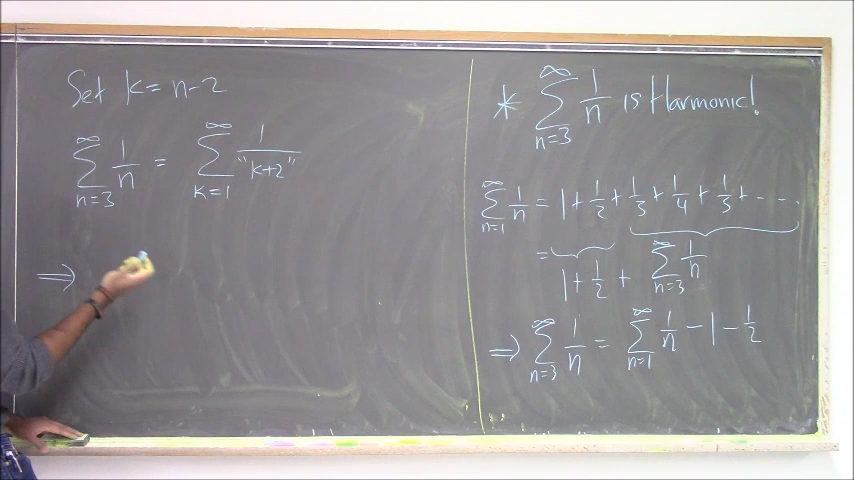 Set k = n-2
∞ ∑ n=3 1/n = ∞ ∑ k=1 1/"k+2"
⇒
* ∞ ∑ n=3 1/n is Harmonic!
∞ ∑ n=1 1/n = 1 + 1/2 + 1/3 + 1/4 + 1/5 + ...
= 1 + 1/2 + ∞ ∑ n=3 1/n
⇒ ∞ ∑ n=3 1/n = ∞ ∑ n=1 1/n - 1 - 1/2